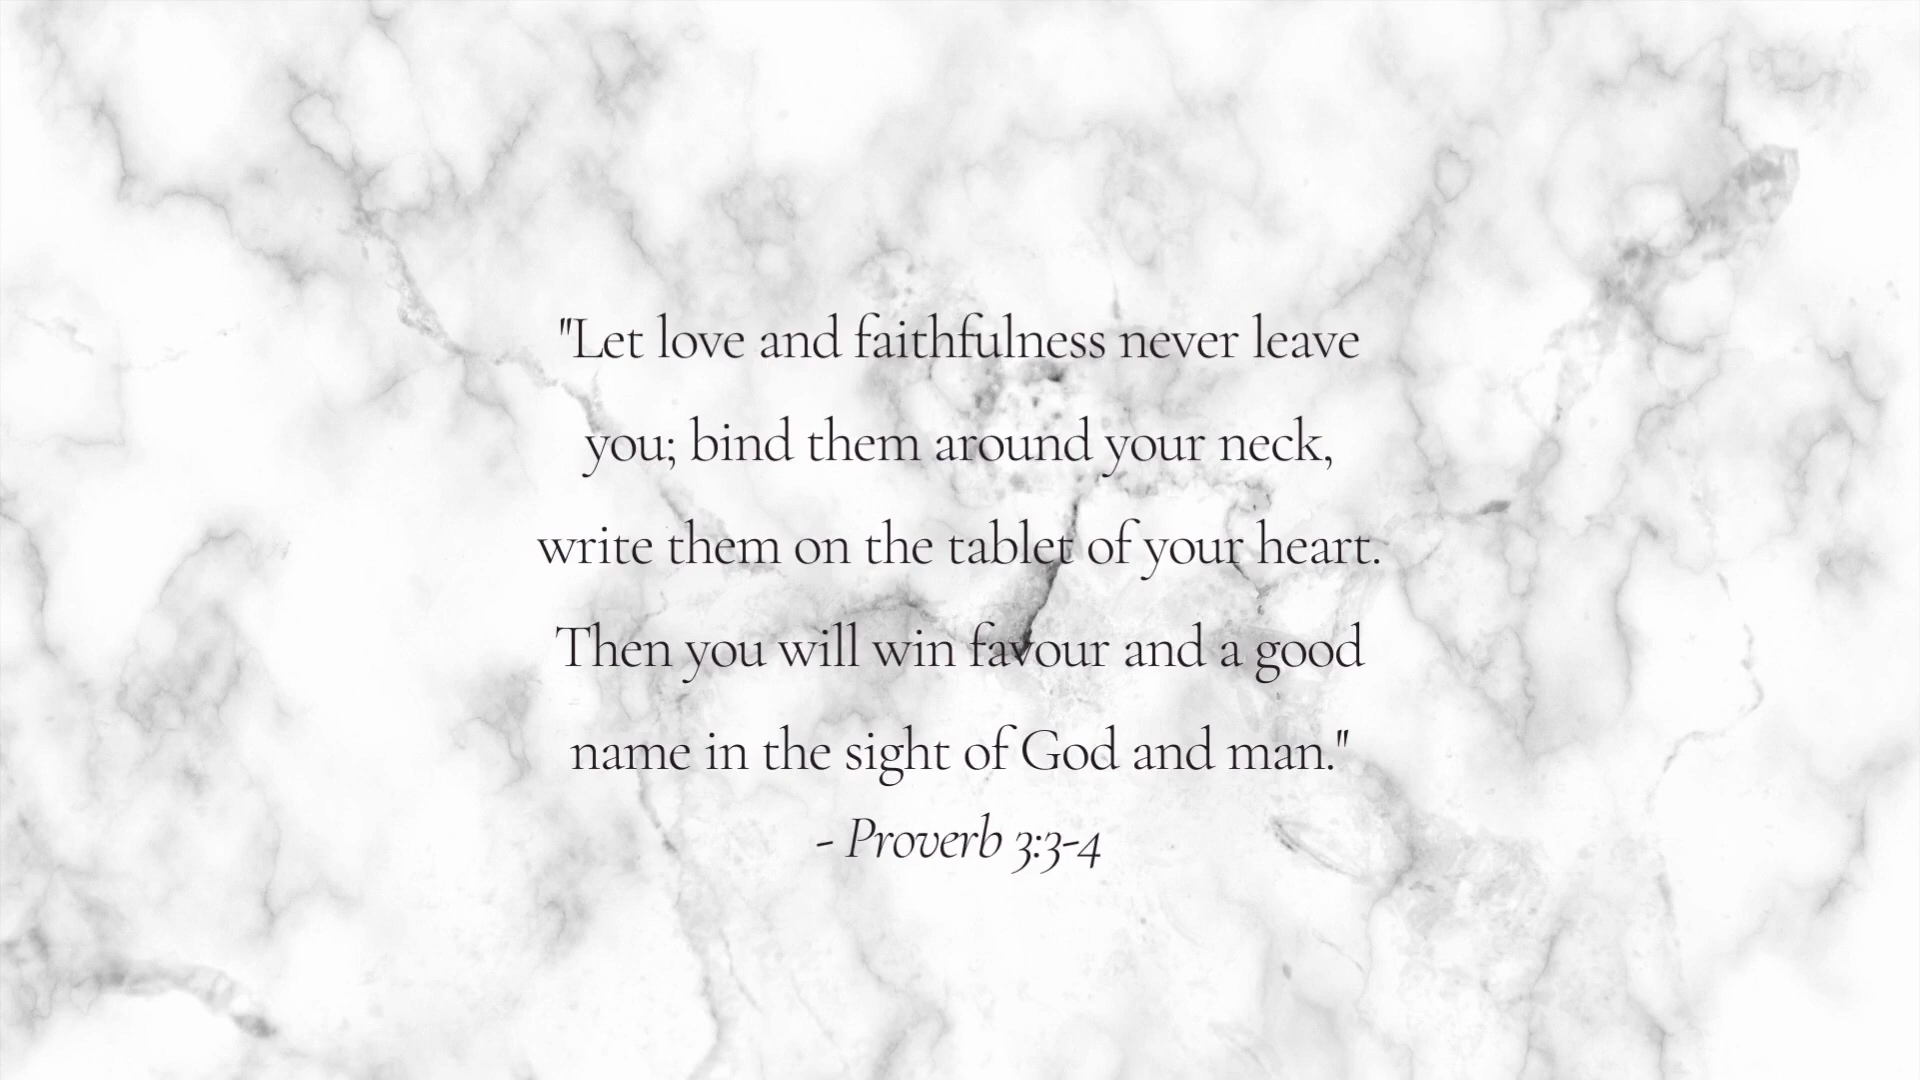 "Let love and faithfulness never leave
you; bind them around your neck,
write them on the tablet of your heart.
Then you will win favour and a good
name in the sight of God and man."
- Proverb 3:3-4